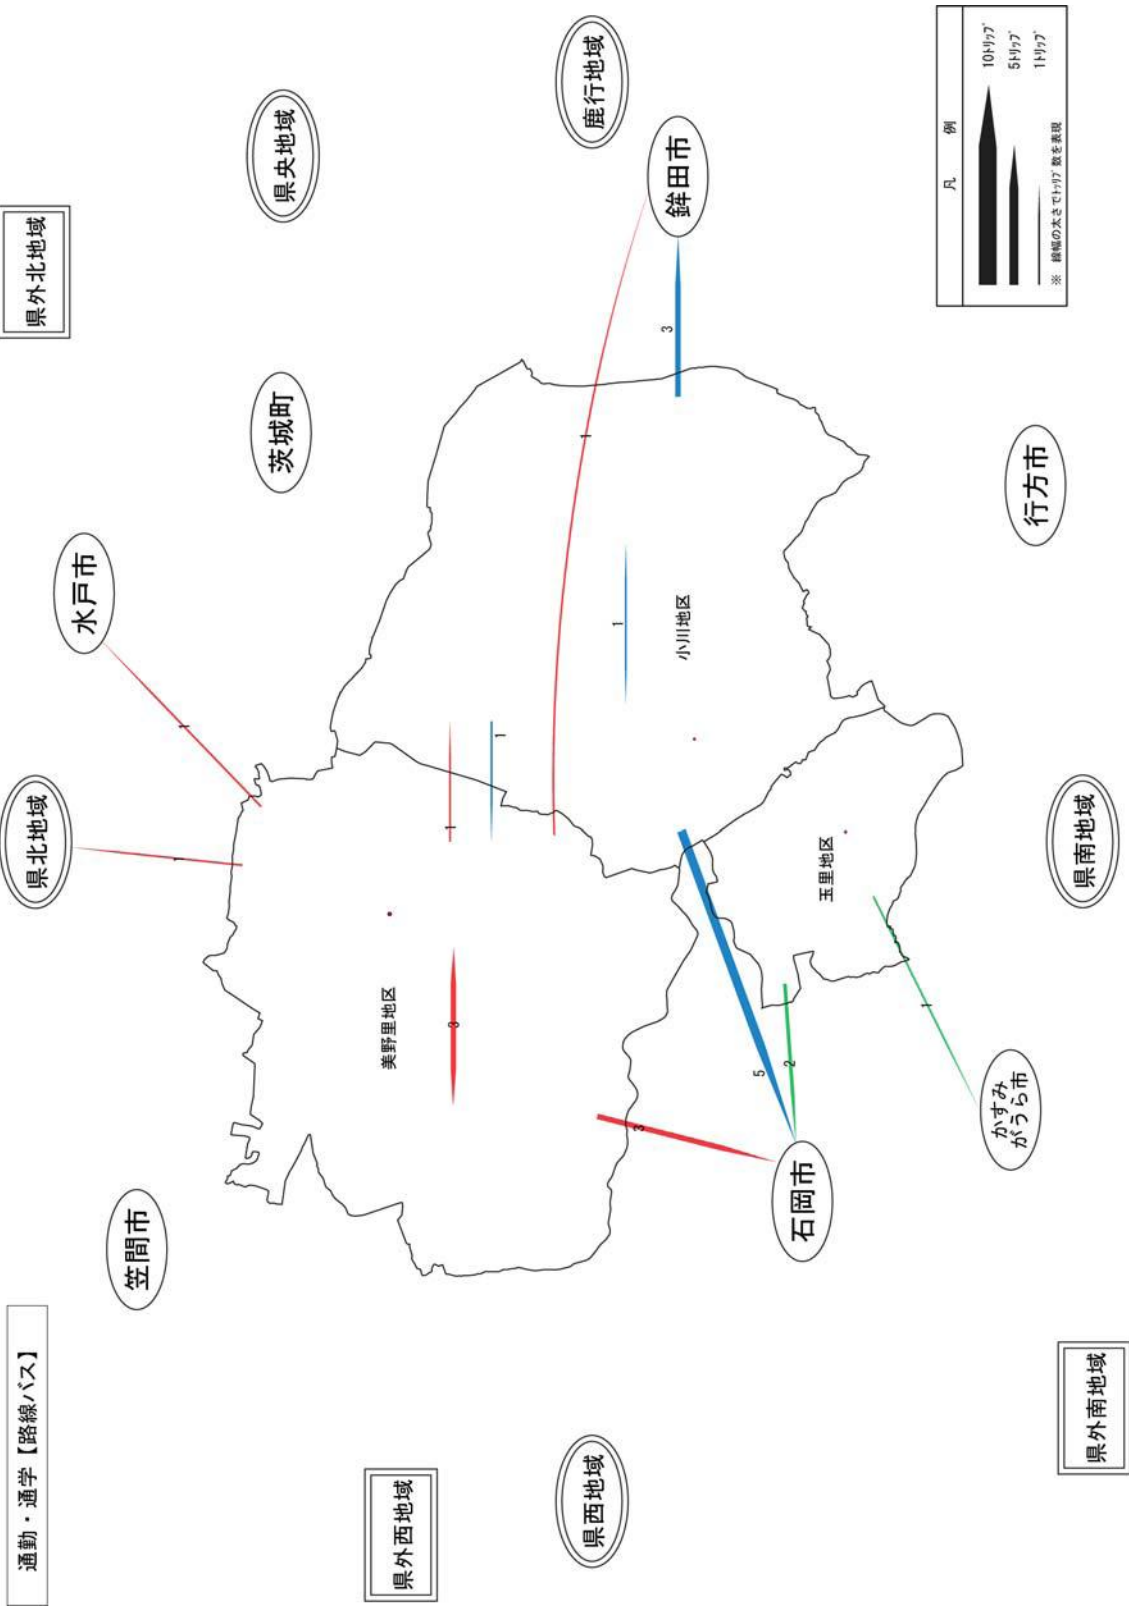 通勤・通学【路線バス】
県外北地域
県央地域
鹿行地域
県北地域
水戸市
茨城町
鉾田市
笠間市
1
1
1
3
1
1
1
美野里地区
3
小川地区
玉里地区
3
5
2
1
石岡市
かすみ
がうら市
行方市
県外西地域
県西地域
県南地域
県外南地域
凡 例
10トリップ
5トリップ
1トリップ
※ 線幅の太さでトリップ数を表現